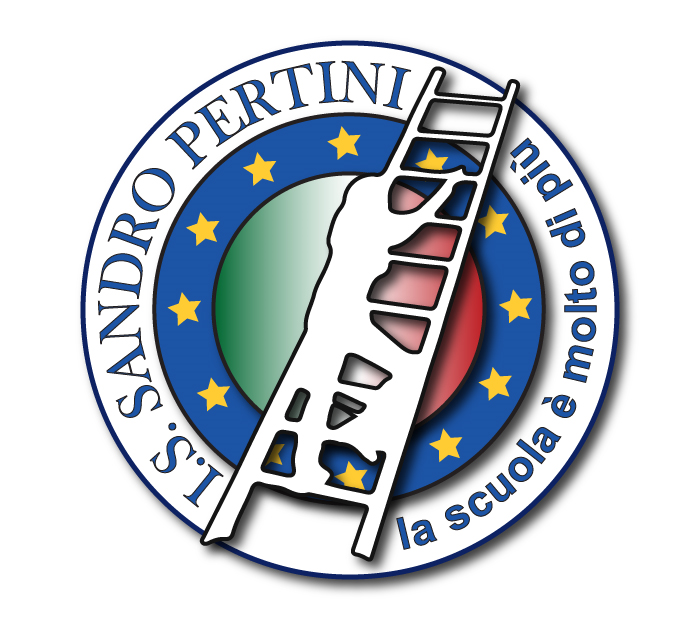 I.S. SANDRO PERTINI
la scuola è molto di più